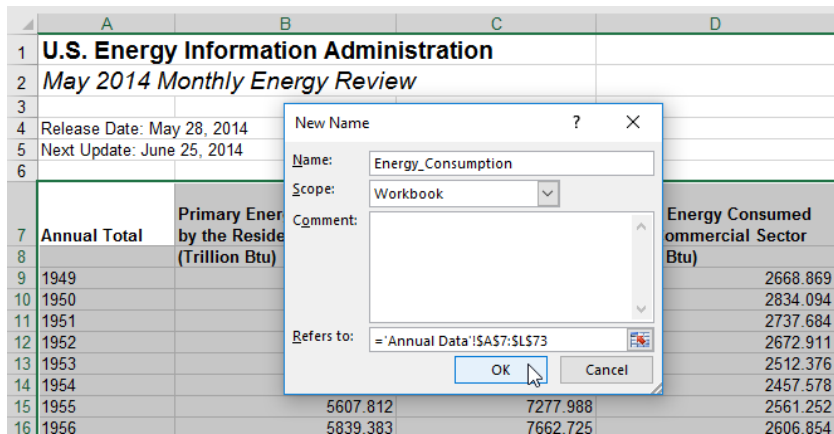 A B C D
1 U.S. Energy Information Administration
2 May 2014 Monthly Energy Review
3
4 Release Date: May 28, 2014
5 Next Update: June 25, 2014
6
New Name ? ×
Name: Energy_Consumption
Scope: Workbook
Comment:
Refers to: ='Annual Data'!$A$7:$L$73
OK Cancel
Primary Ener Energy Consumed
7 Annual Total by the Reside ommercial Sector
8 (Trillion Btu) Btu)
9 1949 2668.869
10 1950 2834.094
11 1951 2737.684
12 1952 2672.911
13 1953 2512.376
14 1954 2457.578
15 1955 5607.812 7277.988 2561.252
16 1956 5839.383 7662.725 2606.854